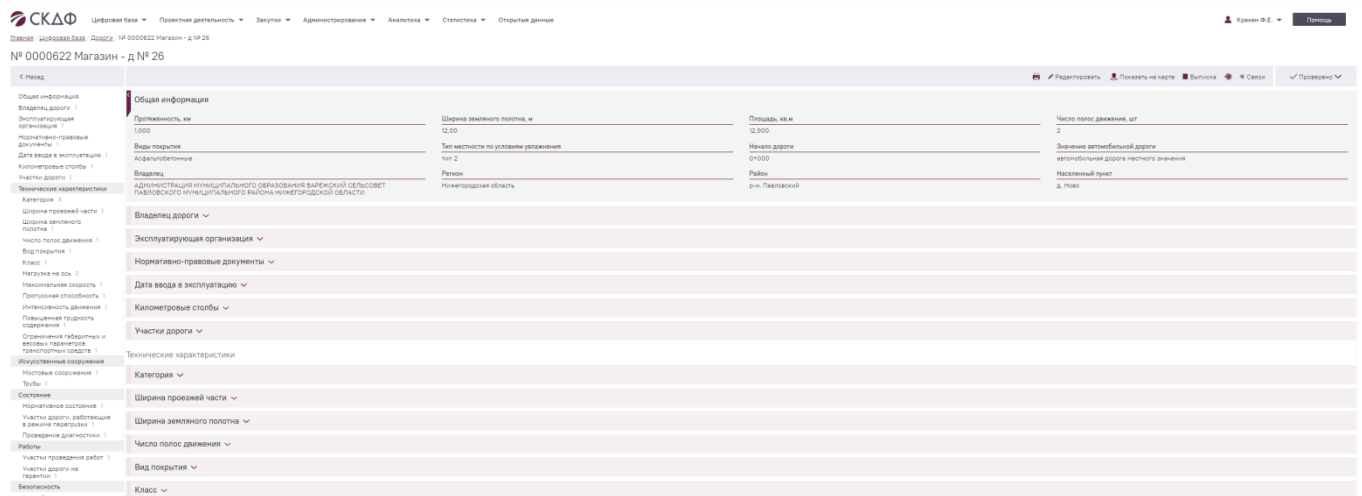 СКДФ Цифровая база Проектная деятельность Закупки Администрирование Аналитика Статистика Открытые данные Кранен Ф.Е. Помощь
Главная / Цифровая база / Дороги / № 0000622 Магазин - д № 26
№ 0000622 Магазин - д № 26
Назад Редактировать Показать на карте Выписка Связи Проверено
Общая информация
Владелец дороги 1
Эксплуатирующая
организация 1
Нормативно-правовые
документы 1
Дата ввода в эксплуатацию 1
Километровые столбы 1
Участки дороги 1
Технические характеристики
Категория 6
Ширина проезжей части 1
Ширина земляного
полотна 1
Число полос движения 1
Вид покрытия 1
Класс 1
Нагрузка на ось 2
Максимальная скорость 1
Пропускная способность 1
Интенсивность движения 1
Повышенная трудность
содержания 1
Ограничения габаритных и
весовых параметров
транспортных средств 1
Искусственные сооружения
Мостовые сооружения 1
Трубы 1
Состояние
Нормативное состояние 1
Участки дороги, работающие
в режиме перегрузки 1
Проведение диагностики 1
Работы
Участки проведения работ 1
Участки дороги на
гарантии 1
Безопасность
Общая информация
Протяженность, км Ширина земляного полотна, м Площадь, кв.м Число полос движения, шт
1,000 12,00 12,000 2
Виды покрытия Тип местности по условиям увлажнения Начало дороги Значение автомобильной дороги
Асфальтобетонные тип 2 0+000 автомобильная дорога местного значения
Владелец Регион Район Населенный пункт
АДМИНИСТРАЦИЯ МУНИЦИПАЛЬНОГО ОБРАЗОВАНИЯ ВАРЕЖСКИЙ СЕЛЬСОВЕТ Нижегородская область р-н. Павловский д. Ново
ПАВЛОВСКОГО МУНИЦИПАЛЬНОГО РАЙОНА НИЖЕГОРОДСКОЙ ОБЛАСТИ
Владелец дороги
Эксплуатирующая организация
Нормативно-правовые документы
Дата ввода в эксплуатацию
Километровые столбы
Участки дороги
Технические характеристики
Категория
Ширина проезжей части
Ширина земляного полотна
Число полос движения
Вид покрытия
Класс